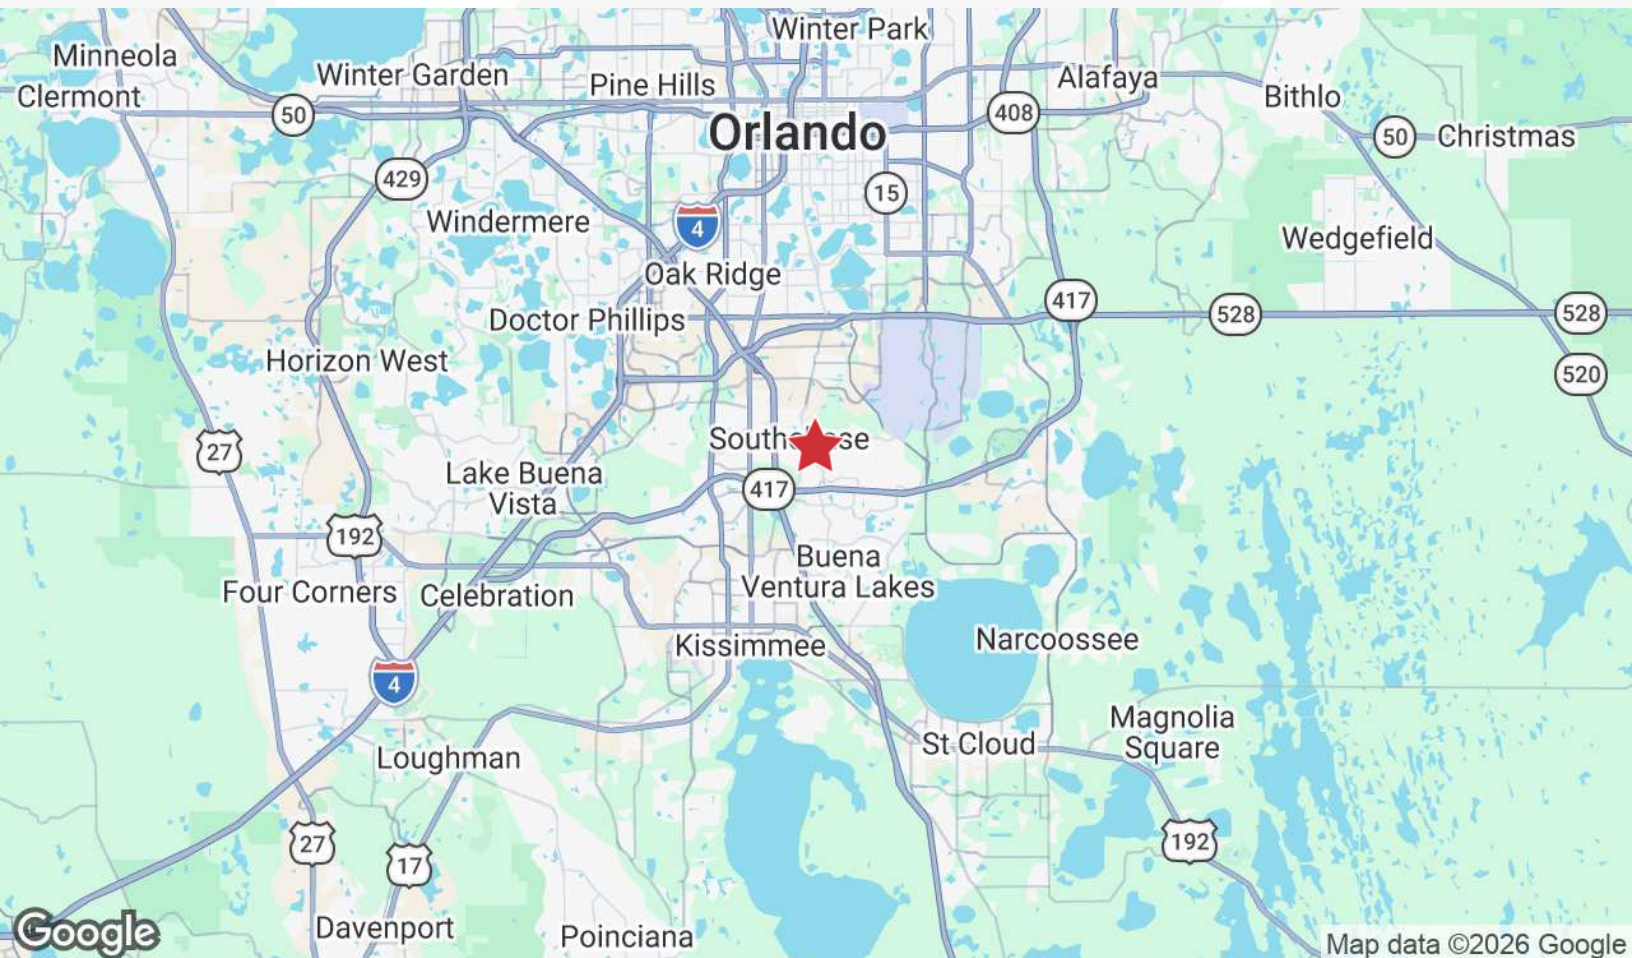 Winter Park
Minneola
Winter Garden
Pine Hills
Alafaya
Clermont
Bithlo
50
408
Orlando
50
Christmas
429
15
Windermere
4
Wedgefield
Oak Ridge
417
528
528
Doctor Phillips
Horizon West
520
27
Lake Buena
Vista
417
192
Buena
Ventura Lakes
Four Corners
Celebration
Kissimmee
Narcoossee
4
Magnolia
Square
St Cloud
Loughman
27
17
192
Davenport
Poinciana
Google
Map data ©2026 Google